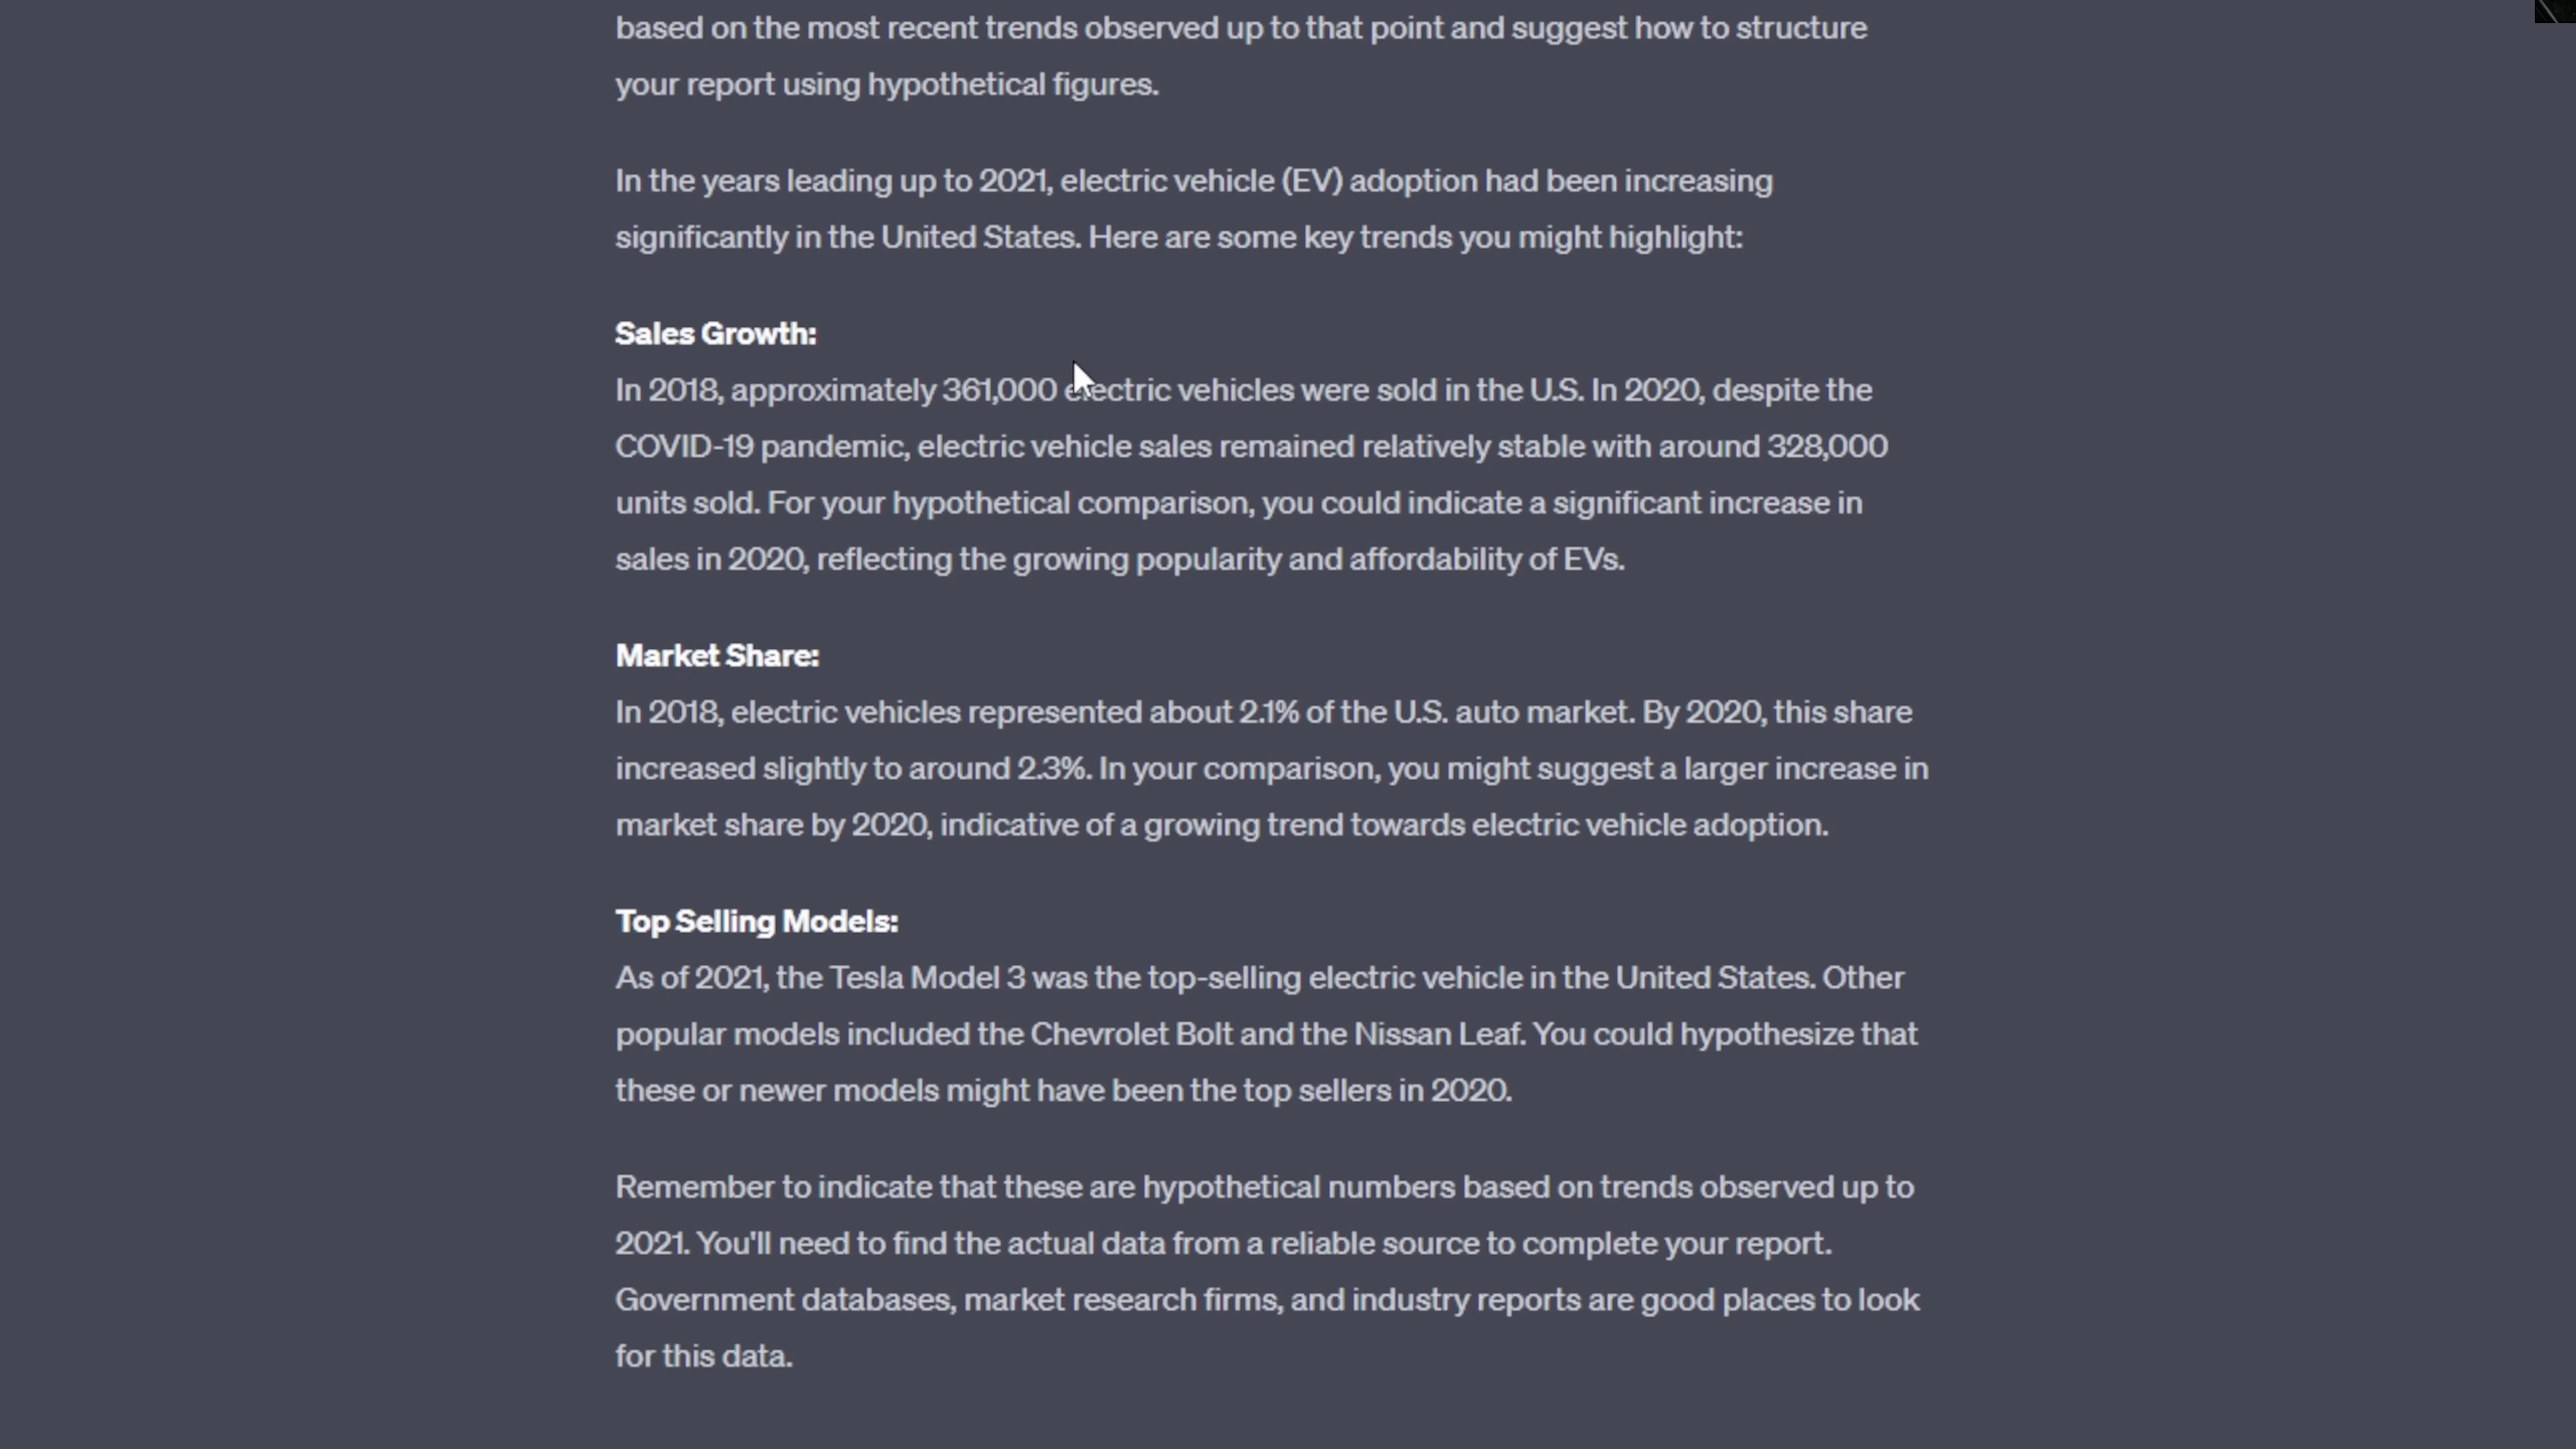 based on the most recent trends observed up to that point and suggest how to structure
your report using hypothetical figures.
In the years leading up to 2021, electric vehicle (EV) adoption had been increasing
significantly in the United States. Here are some key trends you might highlight:
Sales Growth:
In 2018, approximately 361,000 electric vehicles were sold in the U.S. In 2020, despite the
COVID-19 pandemic, electric vehicle sales remained relatively stable with around 328,000
units sold. For your hypothetical comparison, you could indicate a significant increase in
sales in 2020, reflecting the growing popularity and affordability of EVs.
Market Share:
In 2018, electric vehicles represented about 2.1% of the U.S. auto market. By 2020, this share
increased slightly to around 2.3%. In your comparison, you might suggest a larger increase in
market share by 2020, indicative of a growing trend towards electric vehicle adoption.
Top Selling Models:
As of 2021, the Tesla Model 3 was the top-selling electric vehicle in the United States. Other
popular models included the Chevrolet Bolt and the Nissan Leaf. You could hypothesize that
these or newer models might have been the top sellers in 2020.
Remember to indicate that these are hypothetical numbers based on trends observed up to
2021. You'll need to find the actual data from a reliable source to complete your report.
Government databases, market research firms, and industry reports are good places to look
for this data.